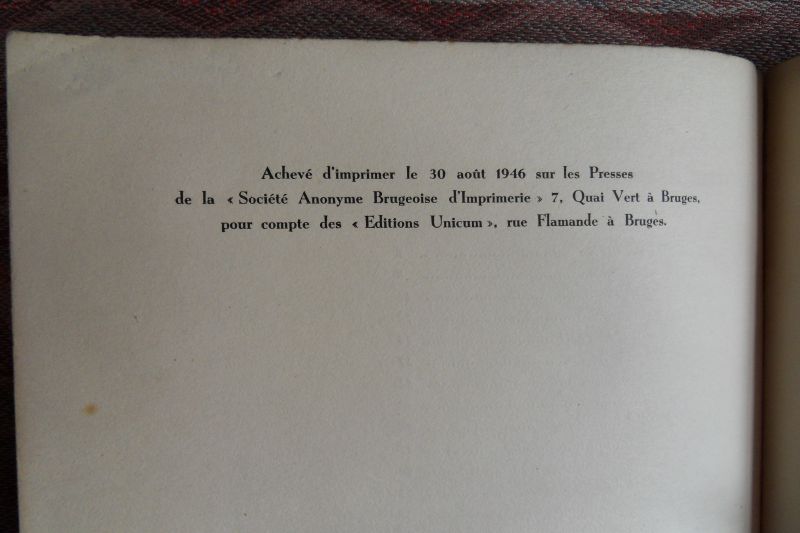 Achevé d'imprimer le 30 août 1946 sur les Presses
de la « Société Anonyme Brugeoise d'Imprimerie » 7, Quai Vert à Bruges,
pour compte des « Editions Unicum », rue Flamande à Bruges.